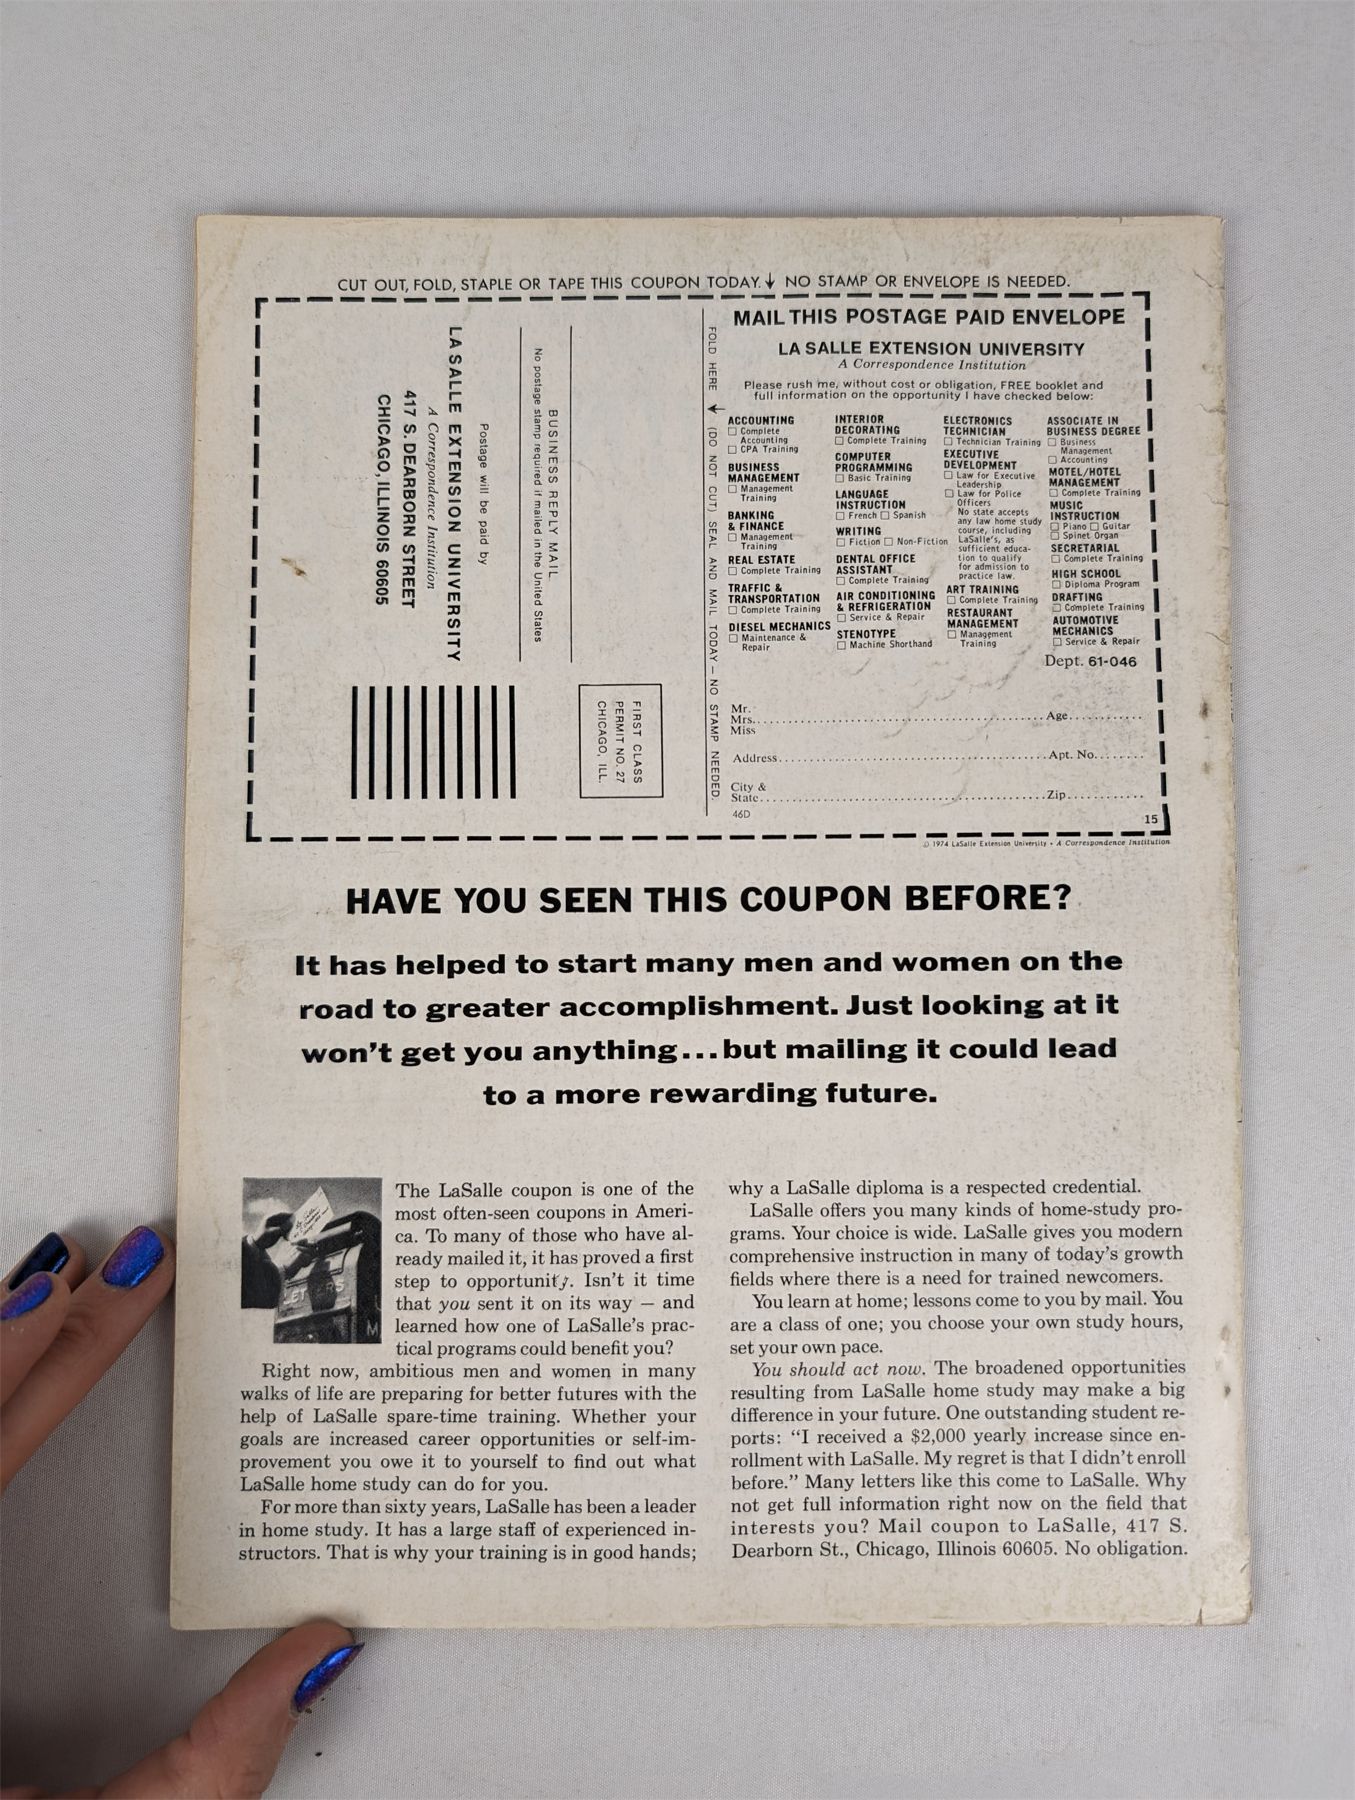 CUT OUT, FOLD, STAPLE OR TAPE THIS COUPON TODAY. ↓ NO STAMP OR ENVELOPE IS NEEDED.
FIRST CLASS
PERMIT NO. 27
CHICAGO, ILL.
BUSINESS REPLY MAIL
No postage stamp required if mailed in the United States
Postage will be paid by
LA SALLE EXTENSION UNIVERSITY
A Correspondence Institution
417 S. DEARBORN STREET
CHICAGO, ILLINOIS 60605
FOLD HERE ↓ (DO NOT CUT) SEAL AND MAIL TODAY — NO STAMP NEEDED.
MAIL THIS POSTAGE PAID ENVELOPE
LA SALLE EXTENSION UNIVERSITY
A Correspondence Institution
Please rush me, without cost or obligation, FREE booklet and
full information on the opportunity I have checked below:
ACCOUNTING
☐ Complete
Accounting
☐ CPA Training
BUSINESS
MANAGEMENT
☐ Management
Training
BANKING
& FINANCE
☐ Management
Training
REAL ESTATE
☐ Complete Training
TRAFFIC &
TRANSPORTATION
☐ Complete Training
DIESEL MECHANICS
☐ Maintenance &
Repair
INTERIOR
DECORATING
☐ Complete Training
COMPUTER
PROGRAMMING
☐ Basic Training
LANGUAGE
INSTRUCTION
☐ French ☐ Spanish
WRITING
☐ Fiction ☐ Non-Fiction
DENTAL OFFICE
ASSISTANT
☐ Complete Training
AIR CONDITIONING
& REFRIGERATION
☐ Service & Repair
STENOTYPE
☐ Machine Shorthand
ELECTRONICS
TECHNICIAN
☐ Technician Training
EXECUTIVE
DEVELOPMENT
☐ Law for Executive
Leadership
☐ Law for Police
Officers
No state accepts
any law home study
course, including
LaSalle's, as
sufficient educa-
tion to qualify
for admission to
practice law.
ART TRAINING
☐ Complete Training
RESTAURANT
MANAGEMENT
☐ Management
Training
ASSOCIATE IN
BUSINESS DEGREE
☐ Business
Management
☐ Accounting
MOTEL/HOTEL
MANAGEMENT
☐ Complete Training
MUSIC
INSTRUCTION
☐ Piano ☐ Guitar
☐ Spinet Organ
SECRETARIAL
☐ Complete Training
HIGH SCHOOL
☐ Diploma Program
DRAFTING
☐ Complete Training
AUTOMOTIVE
MECHANICS
☐ Service & Repair
Dept. 61-046
Mr.
Mrs. Age
Miss
Address Apt. No.
City &
State Zip
46D
15
© 1974 LaSalle Extension University • A Correspondence Institution
HAVE YOU SEEN THIS COUPON BEFORE?
It has helped to start many men and women on the
road to greater accomplishment. Just looking at it
won't get you anything...but mailing it could lead
to a more rewarding future.
The LaSalle coupon is one of the
most often-seen coupons in Ameri-
ca. To many of those who have al-
ready mailed it, it has proved a first
step to opportunity. Isn't it time
that you sent it on its way — and
learned how one of LaSalle's prac-
tical programs could benefit you?
Right now, ambitious men and women in many
walks of life are preparing for better futures with the
help of LaSalle spare-time training. Whether your
goals are increased career opportunities or self-im-
provement you owe it to yourself to find out what
LaSalle home study can do for you.
For more than sixty years, LaSalle has been a leader
in home study. It has a large staff of experienced in-
structors. That is why your training is in good hands;
why a LaSalle diploma is a respected credential.
LaSalle offers you many kinds of home-study pro-
grams. Your choice is wide. LaSalle gives you modern
comprehensive instruction in many of today's growth
fields where there is a need for trained newcomers.
You learn at home; lessons come to you by mail. You
are a class of one; you choose your own study hours,
set your own pace.
You should act now. The broadened opportunities
resulting from LaSalle home study may make a big
difference in your future. One outstanding student re-
ports: "I received a $2,000 yearly increase since en-
rollment with LaSalle. My regret is that I didn't enroll
before." Many letters like this come to LaSalle. Why
not get full information right now on the field that
interests you? Mail coupon to LaSalle, 417 S.
Dearborn St., Chicago, Illinois 60605. No obligation.